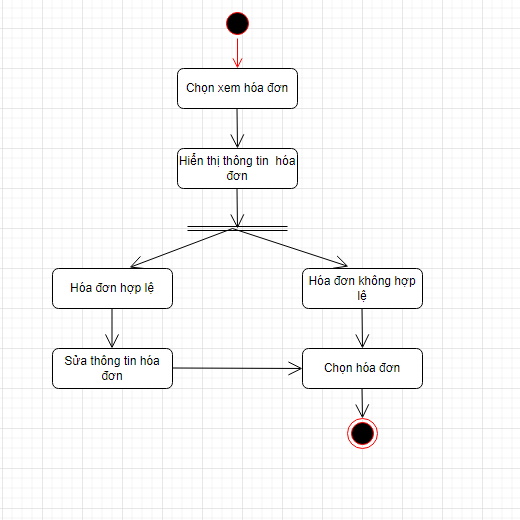 Chọn xem hóa đơn
Hiển thị thông tin hóa
đơn
Hóa đơn hợp lệ
Hóa đơn không hợp
lệ
Sửa thông tin hóa
đơn
Chọn hóa đơn